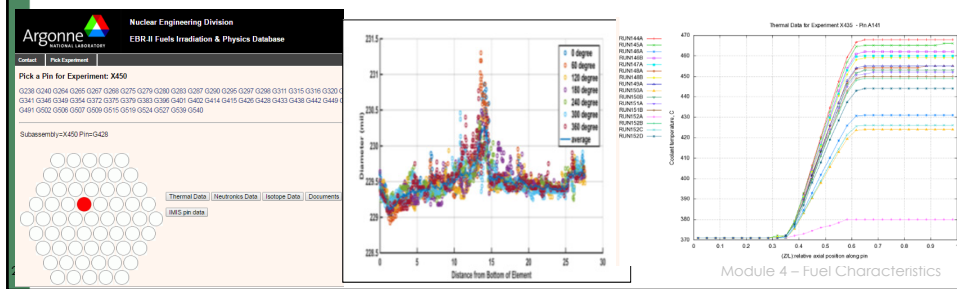 Argonne
NATIONAL LABORATORY
Nuclear Engineering Division
EBR-II Fuels Irradiation & Physics Database
Contact
Pick Experiment
Pick a Pin for Experiment: X450
G238 G240 G264 G265 G267 G268 G275 G279 G280 G283 G287 G290 G295 G297 G298 G311 G315 G316 G320
G341 G346 G349 G354 G372 G375 G379 G383 G396 G401 G402 G414 G415 G426 G428 G433 G438 G442 G449
G491 G502 G506 G507 G509 G515 G519 G524 G527 G539 G540
Subassembly=X450 Pin=G428
Thermal Data
Neutronics Data
Isotope Data
Documents
IMIS pin data
231.5
231
230
229.5
229
228.5
Diameter (mil)
0 degree
60 degree
120 degree
180 degree
240 degree
300 degree
360 degree
average
0
5
10
15
20
25
30
Distance from Bottom of Element
Thermal Data for Experiment X435 - Pin A141
RUN144A
RUN145A
RUN146A
RUN146B
RUN147A
RUN148A
RUN148B
RUN149A
RUN150A
RUN150B
RUN151A
RUN151B
RUN152A
RUN152B
RUN152C
RUN152D
Coolant temperature, C
470
460
450
440
430
420
410
400
390
380
370
0
0.1
0.2
0.3
0.4
0.5
0.6
0.7
0.8
0.9
(Z/L) relative axial position along pin
Module 4 – Fuel Characteristics